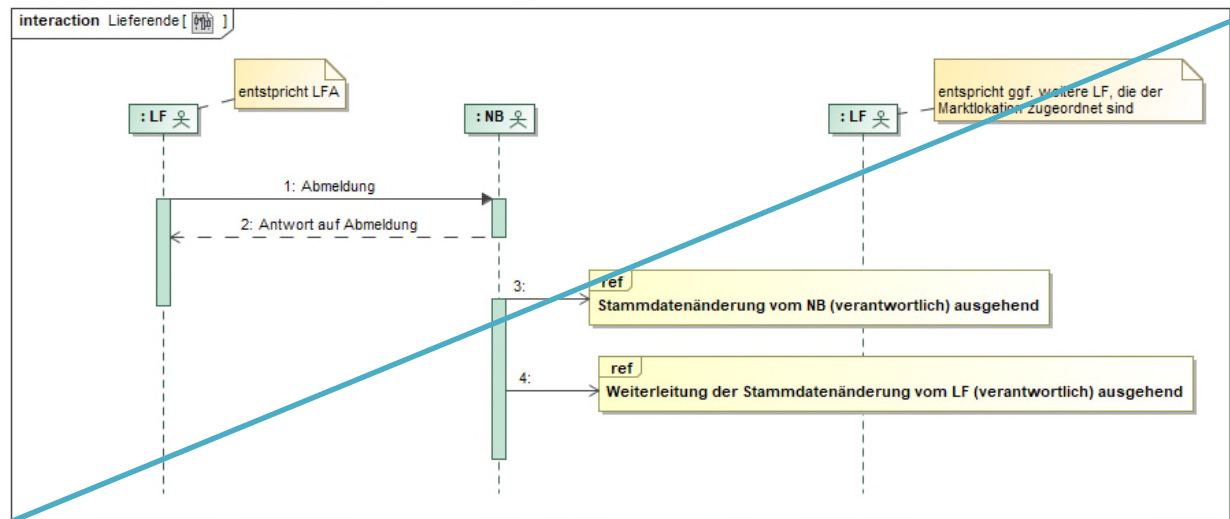 interaction Lieferende [ ]
entstpricht LFA
entspricht ggf. weitere LF, die der
Marktlokation zugeordnet sind
: LF
: NB
: LF
1: Abmeldung
2: Antwort auf Abmeldung
3:
ref
Stammdatenänderung vom NB (verantwortlich) ausgehend
4:
ref
Weiterleitung der Stammdatenänderung vom LF (verantwortlich) ausgehend